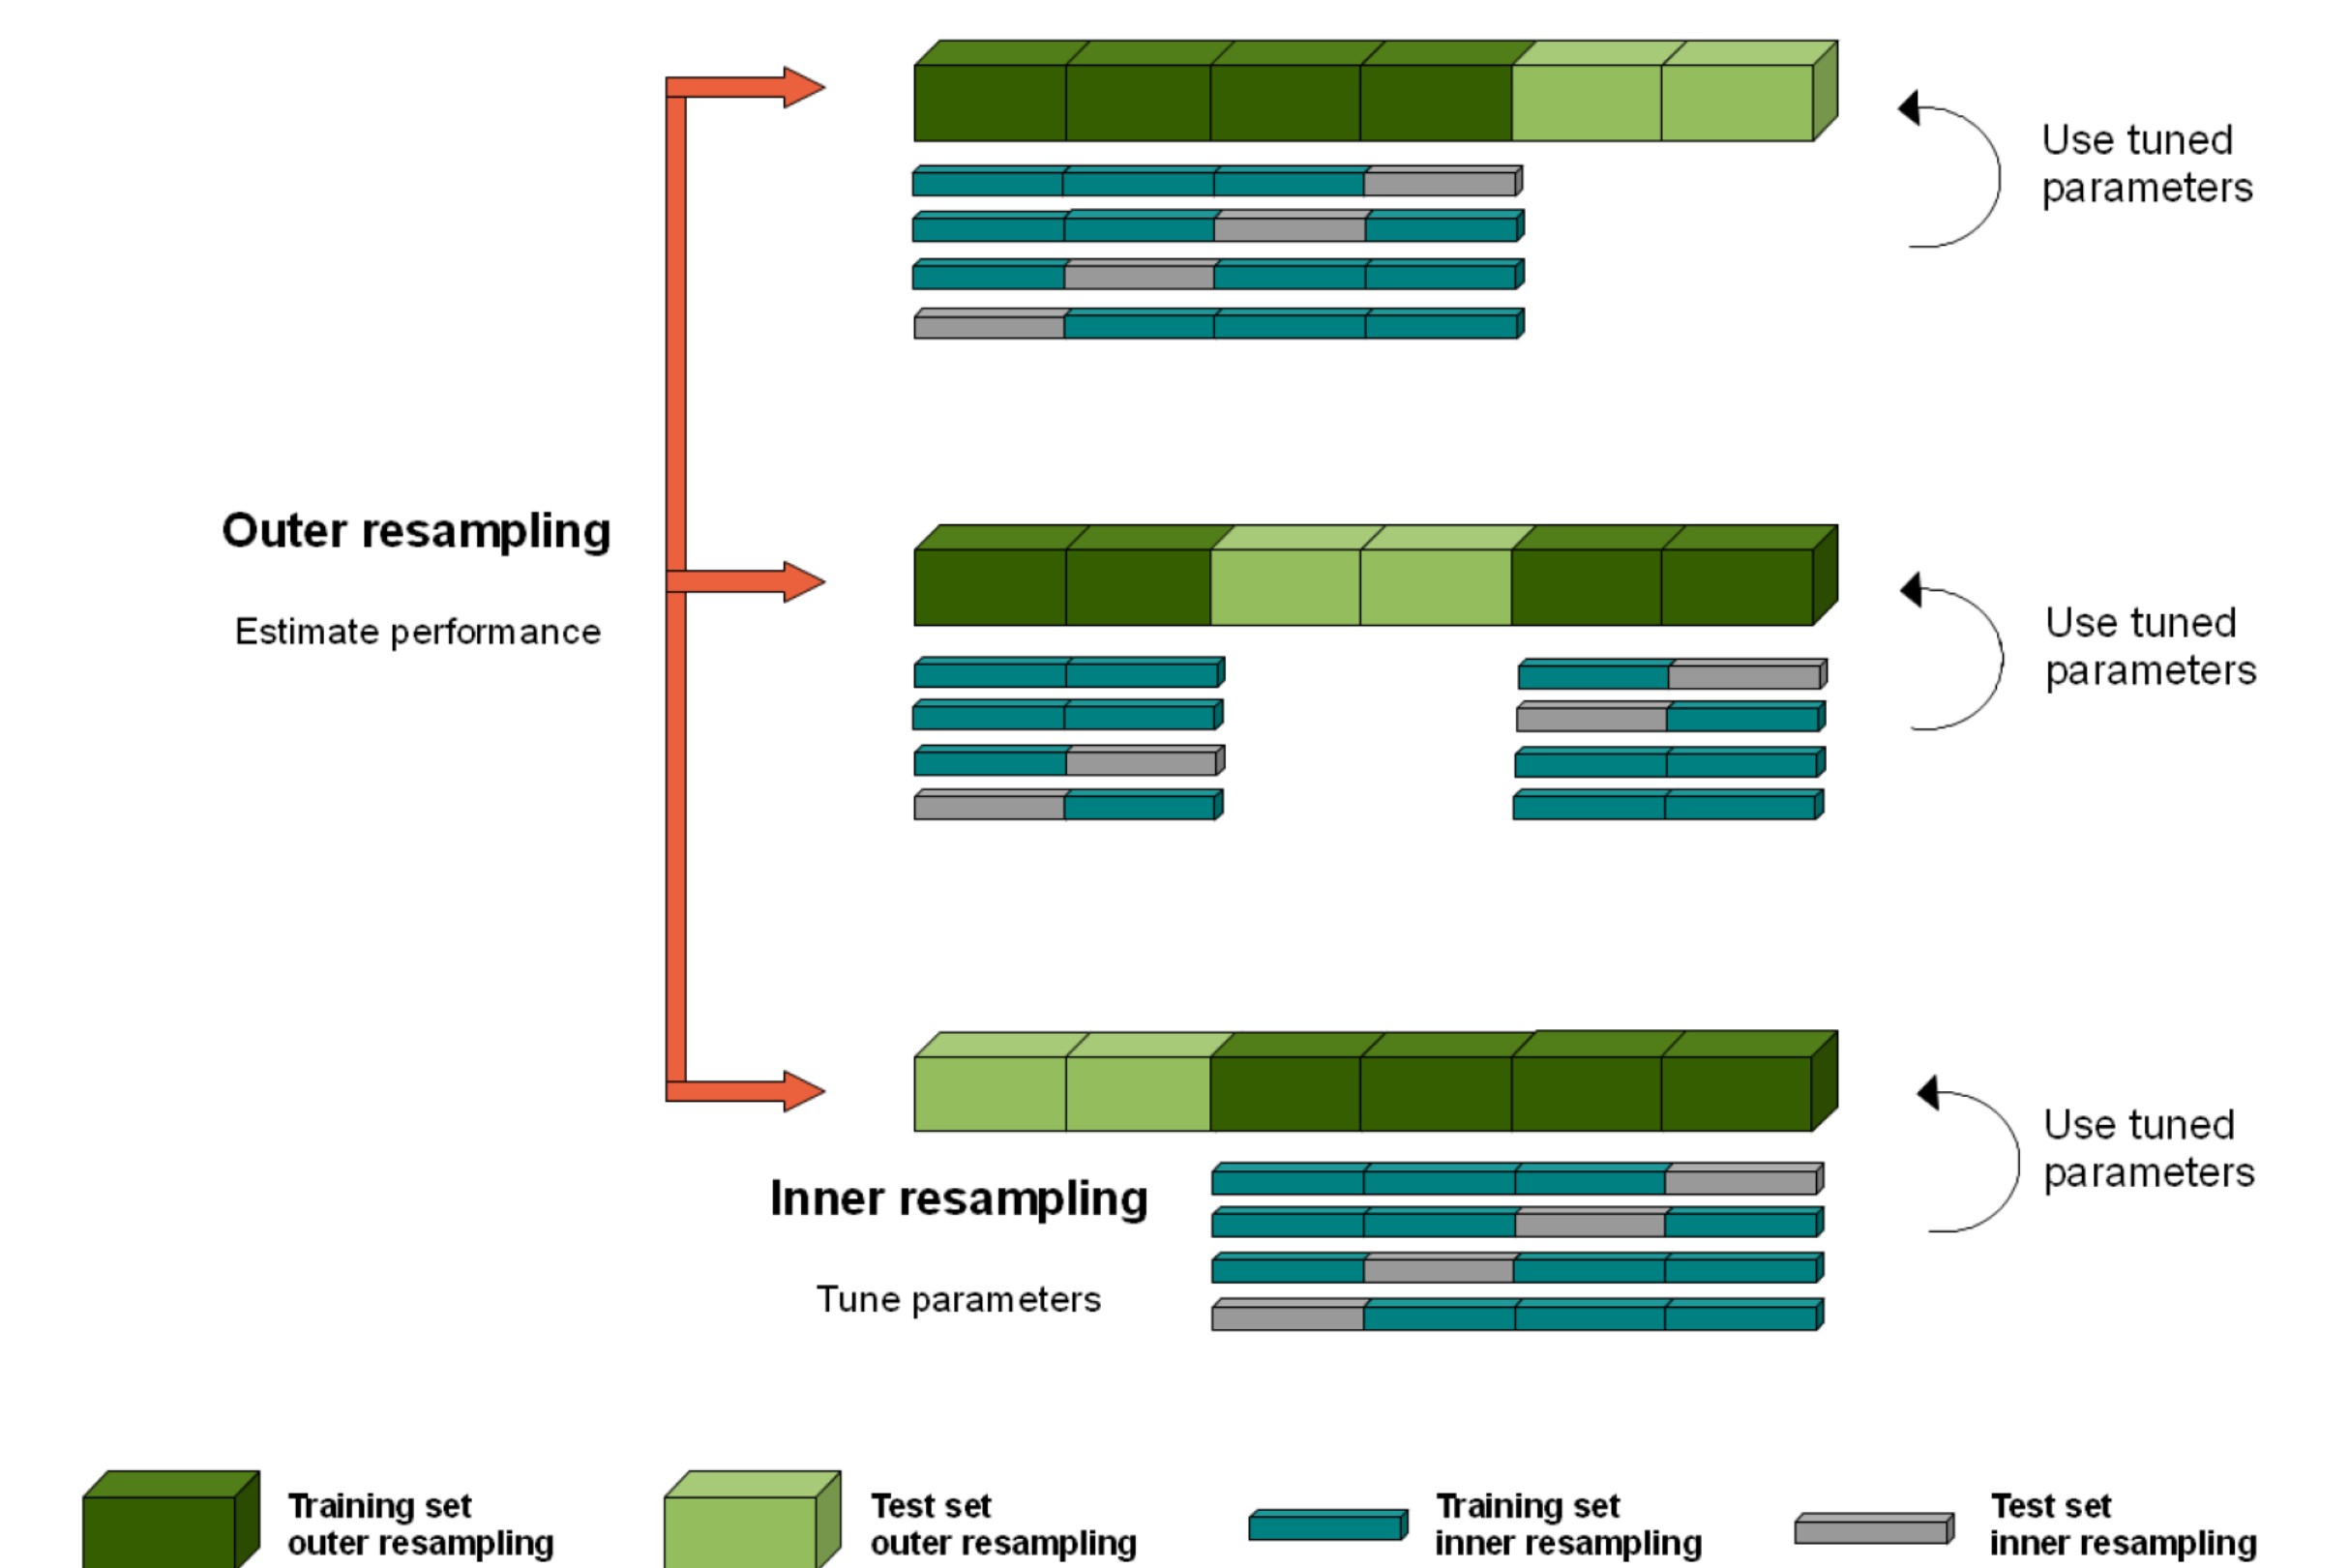 Use tuned
parameters
Outer resampling
Estimate performance
Use tuned
parameters
Use tuned
parameters
Inner resampling
Tune parameters
Training set
outer resampling
Test set
outer resampling
Training set
inner resampling
Test set
inner resampling